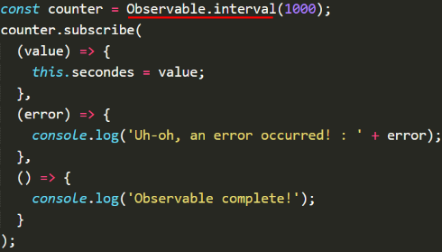 const counter = Observable.interval(1000);
counter.subscribe(
(value) => {
this.secondes = value;
},
(error) => {
console.log('Uh-oh, an error occurred! : ' + error);
},
() => {
console.log('Observable complete!');
}
);